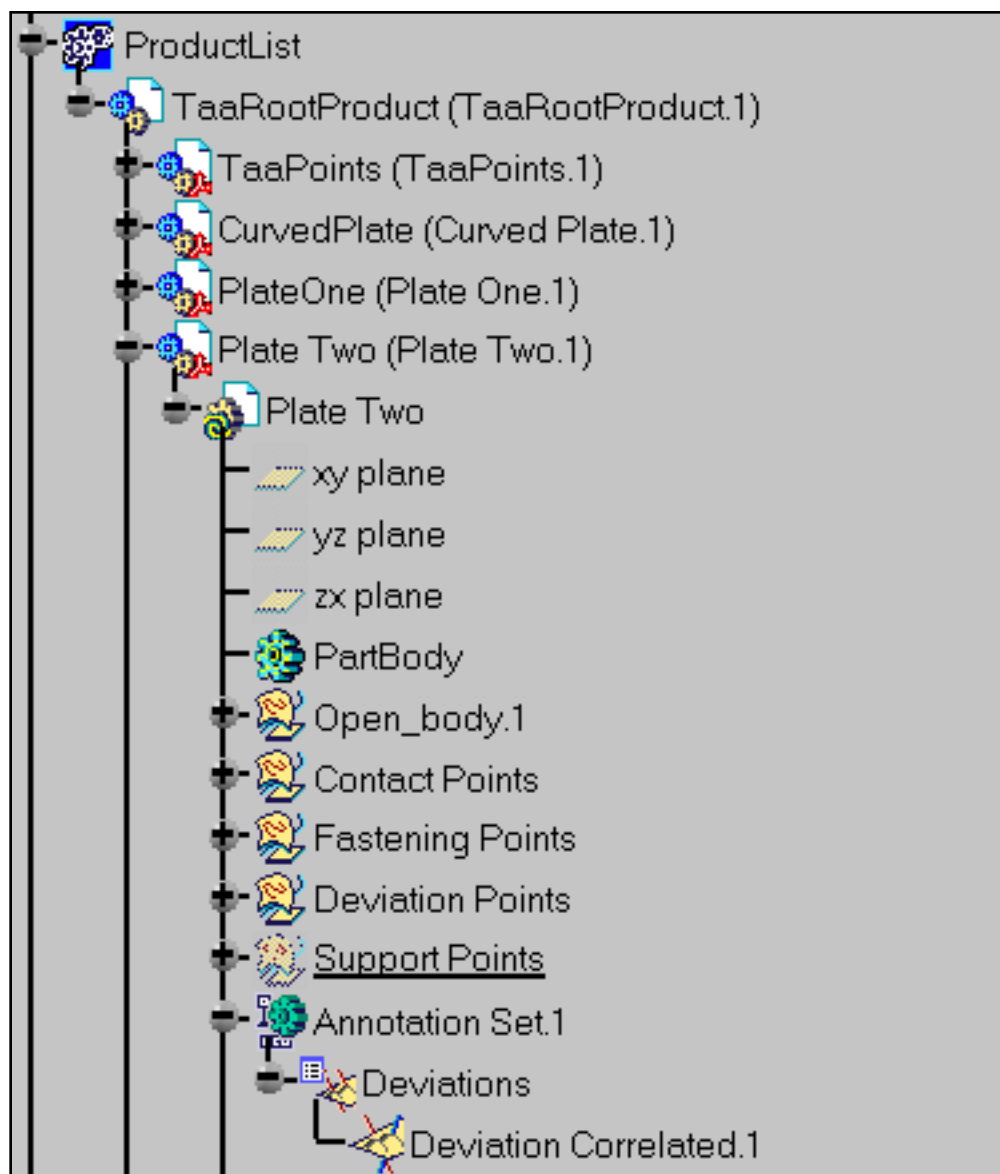 ProductList
TaaRootProduct (TaaRootProduct.1)
TaaPoints (TaaPoints.1)
CurvedPlate (Curved Plate.1)
PlateOne (Plate One.1)
Plate Two (Plate Two.1)
Plate Two
xy plane
yz plane
zx plane
PartBody
Open_body.1
Contact Points
Fastening Points
Deviation Points
Support Points
Annotation Set.1
Deviations
Deviation Correlated.1